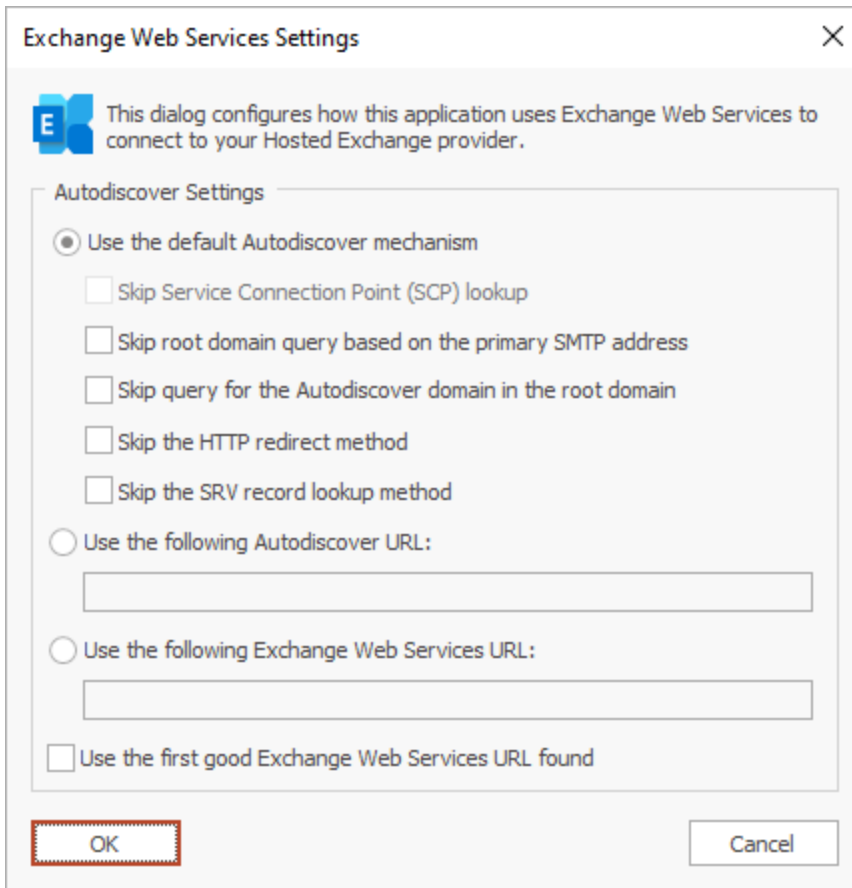 Exchange Web Services Settings
E
This dialog configures how this application uses Exchange Web Services to
connect to your Hosted Exchange provider.
Autodiscover Settings
Use the default Autodiscover mechanism
Skip Service Connection Point (SCP) lookup
Skip root domain query based on the primary SMTP address
Skip query for the Autodiscover domain in the root domain
Skip the HTTP redirect method
Skip the SRV record lookup method
Use the following Autodiscover URL:
Use the following Exchange Web Services URL:
Use the first good Exchange Web Services URL found
OK
Cancel